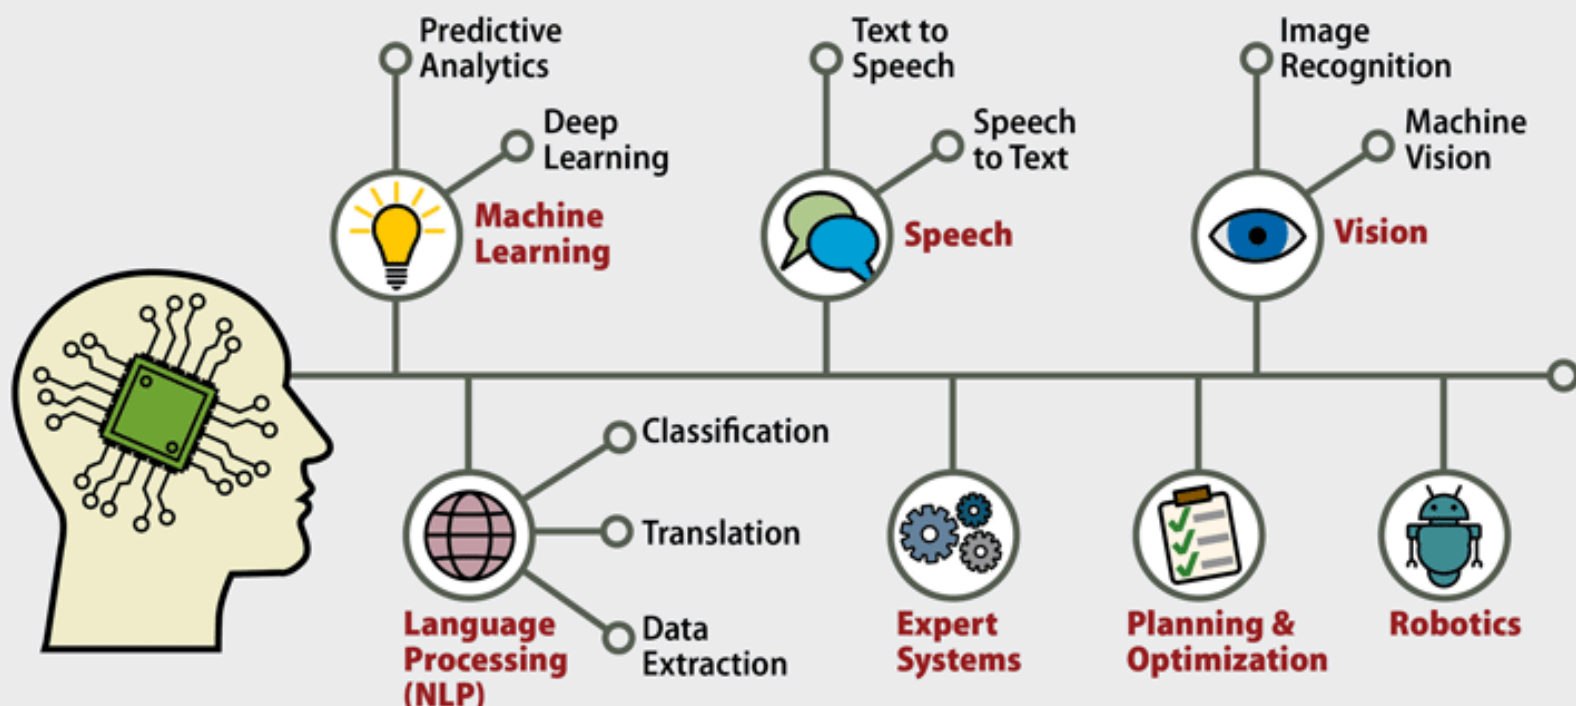 Predictive
Analytics
Deep
Learning
Machine
Learning
Text to
Speech
Speech
to Text
Speech
Image
Recognition
Machine
Vision
Vision
Classification
Translation
Data
Extraction
Language
Processing
(NLP)
Expert
Systems
Planning &
Optimization
Robotics